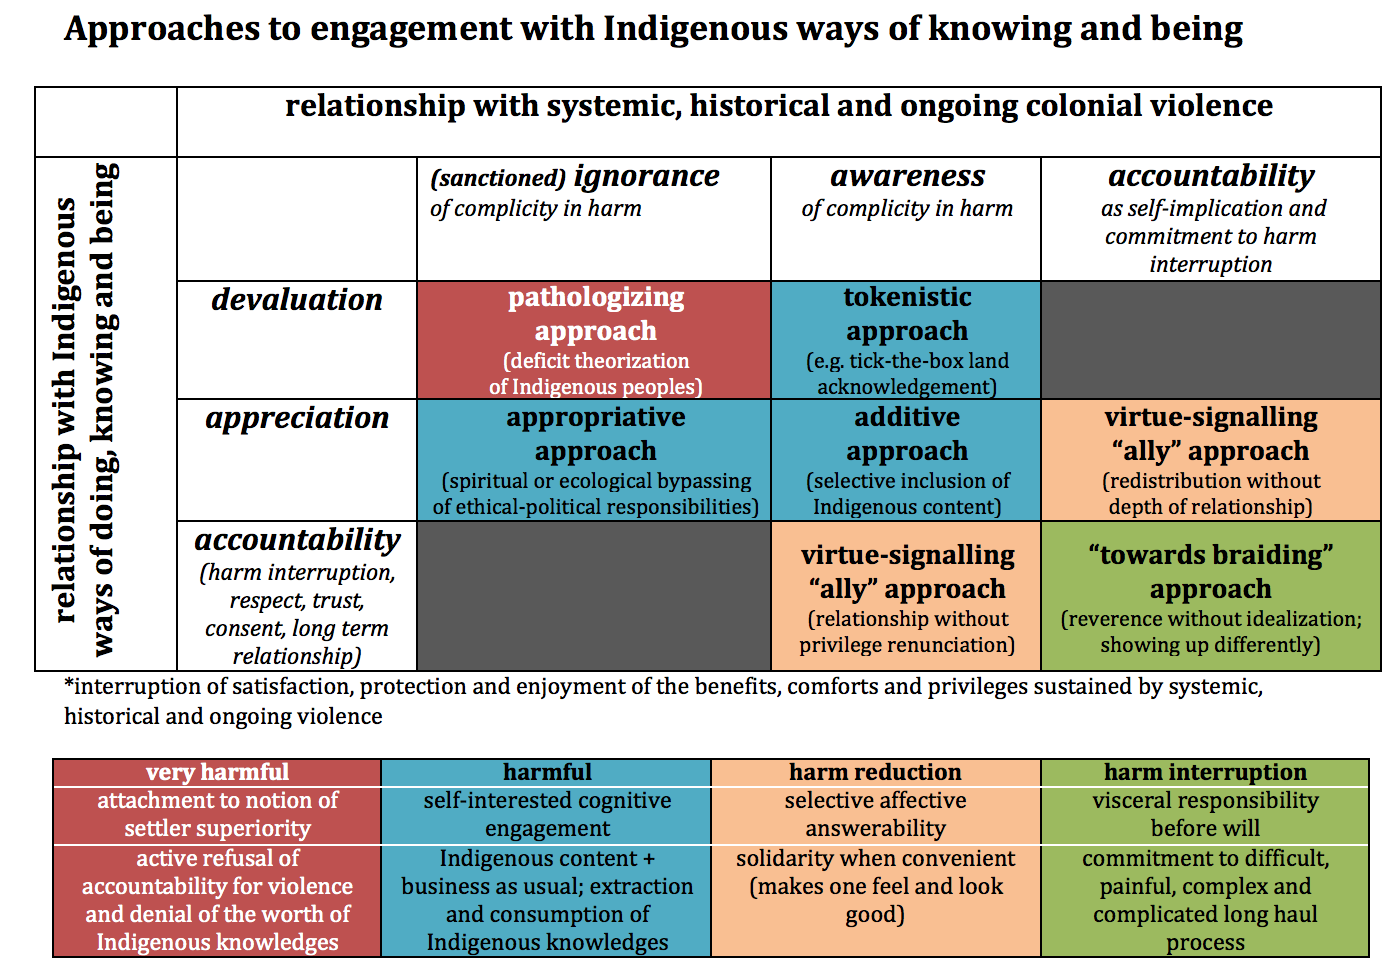 Approaches to engagement with Indigenous ways of knowing and being
relationship with systemic, historical and ongoing colonial violence
relationship with Indigenous
ways of doing, knowing and being
(sanctioned) ignorance
of complicity in harm
awareness
of complicity in harm
accountability
as self-implication and
commitment to harm
interruption
devaluation
pathologizing
approach
(deficit theorization
of Indigenous peoples)
tokenistic
approach
(e.g. tick-the-box land
acknowledgement)
appreciation
appropriative
approach
(spiritual or ecological bypassing
of ethical-political responsibilities)
additive
approach
(selective inclusion of
Indigenous content)
virtue-signalling
“ally” approach
(redistribution without
depth of relationship)
accountability
(harm interruption,
respect, trust,
consent, long term
relationship)
virtue-signalling
“ally” approach
(relationship without
privilege renunciation)
“towards braiding”
approach
(reverence without idealization;
showing up differently)
*interruption of satisfaction, protection and enjoyment of the benefits, comforts and privileges sustained by systemic,
historical and ongoing violence
very harmful
harmful
harm reduction
harm interruption
attachment to notion of
settler superiority
self-interested cognitive
engagement
selective affective
answerability
visceral responsibility
before will
active refusal of
accountability for violence
and denial of the worth of
Indigenous knowledges
Indigenous content +
business as usual; extraction
and consumption of
Indigenous knowledges
solidarity when convenient
(makes one feel and look
good)
commitment to difficult,
painful, complex and
complicated long haul
process